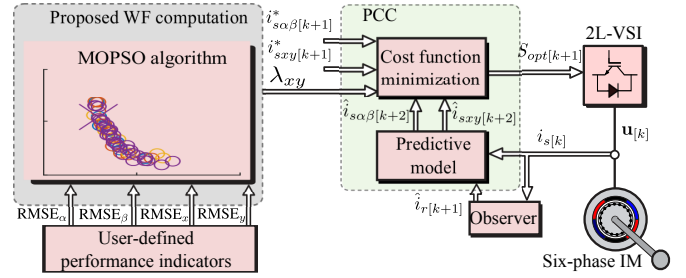 Proposed WF computation
MOPSO algorithm
RMSE_α RMSE_β RMSE_x RMSE_y
User-defined
performance indicators
PCC
i*_{sαβ[k+1]}
i*_{sxy[k+1]}
λ_{xy}
Cost function
minimization
î_{sαβ[k+2]} î_{sxy[k+2]}
Predictive
model
î_{r[k+1]}
Observer
S_{opt[k+1]}
2L-VSI
i_{s[k]}
u_{[k]}
Six-phase IM